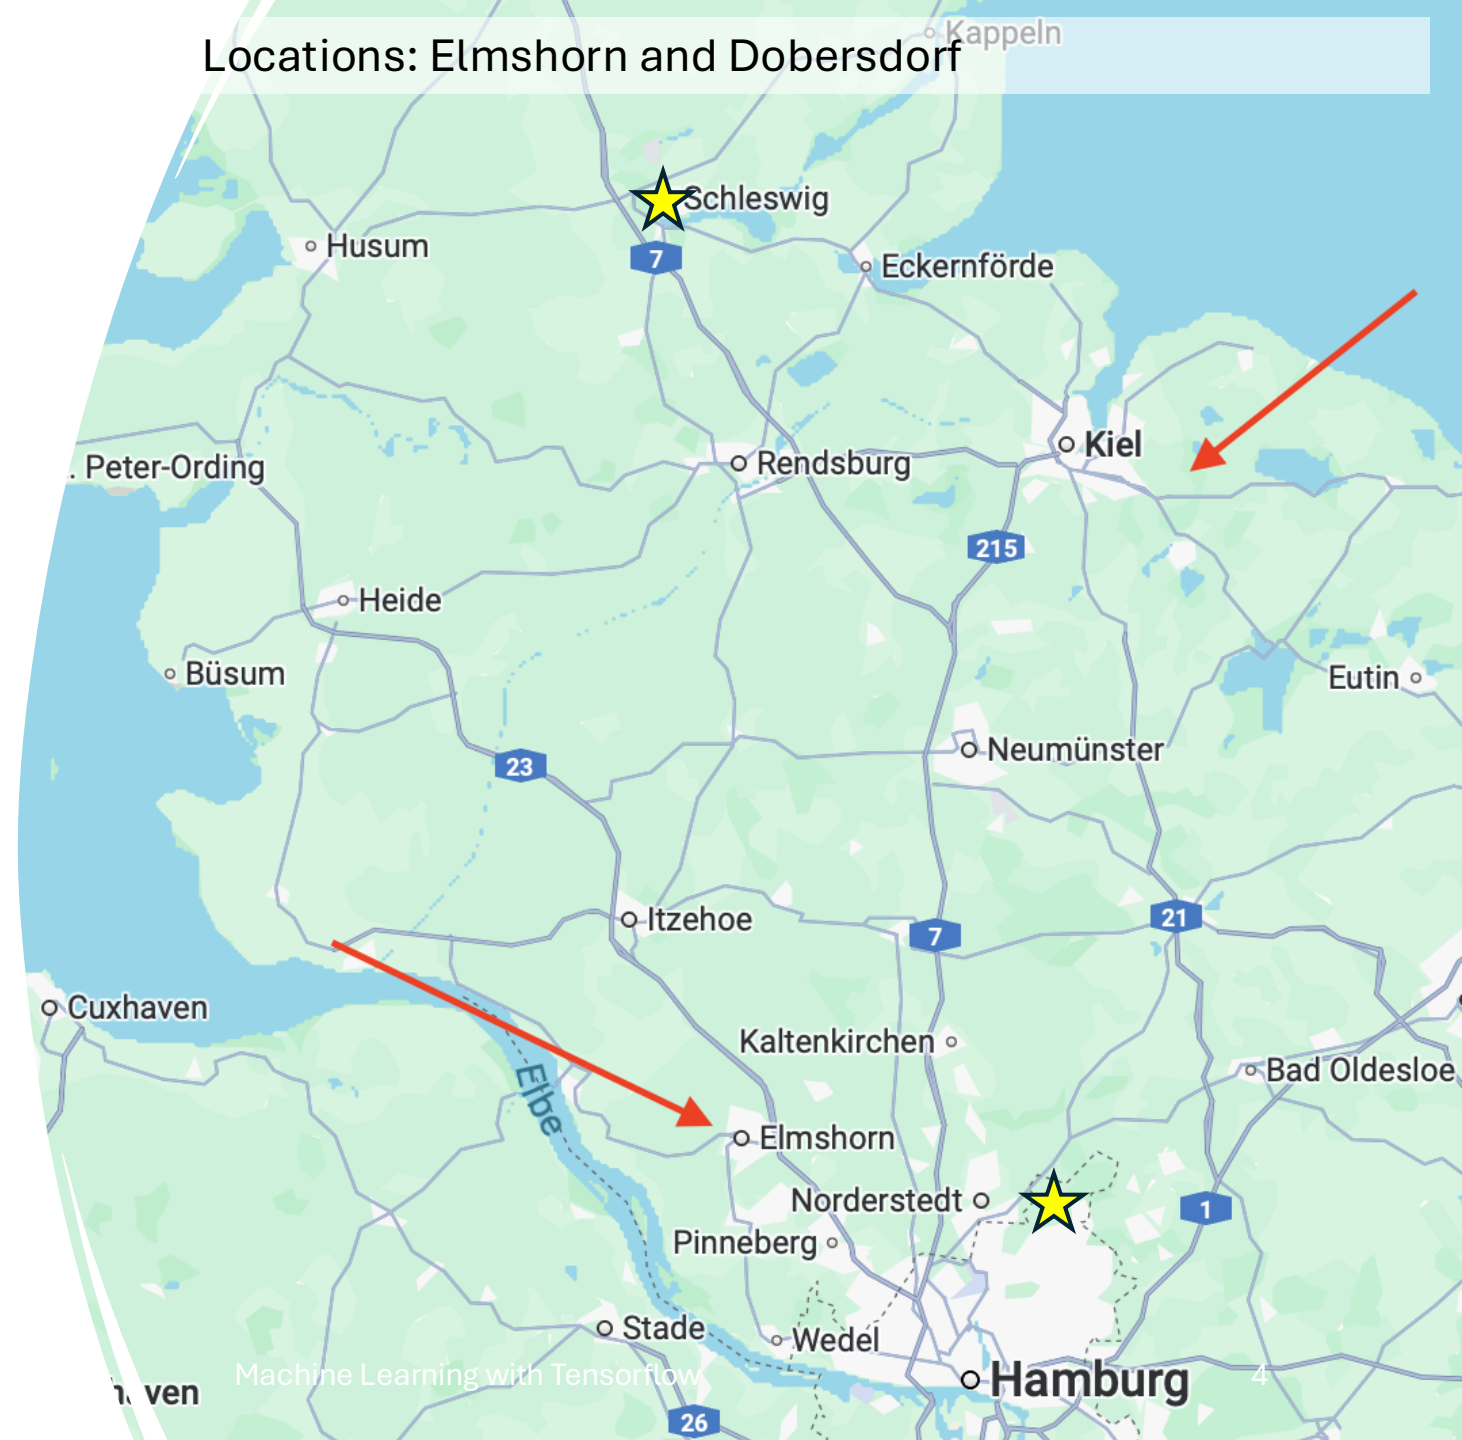 Kappeln
Locations: Elmshorn and Dobersdorf
Schleswig
Husum
7
Eckernförde
Kiel
. Peter-Ording
Rendsburg
215
Heide
Büsum
Eutin
Neumünster
23
Itzehoe
21
7
Cuxhaven
Kaltenkirchen
Bad Oldesloe
Elbe
Elmshorn
Norderstedt
1
Pinneberg
Stade
Wedel
Machine Learning with Tensorflow
4
Hamburg
haven
26